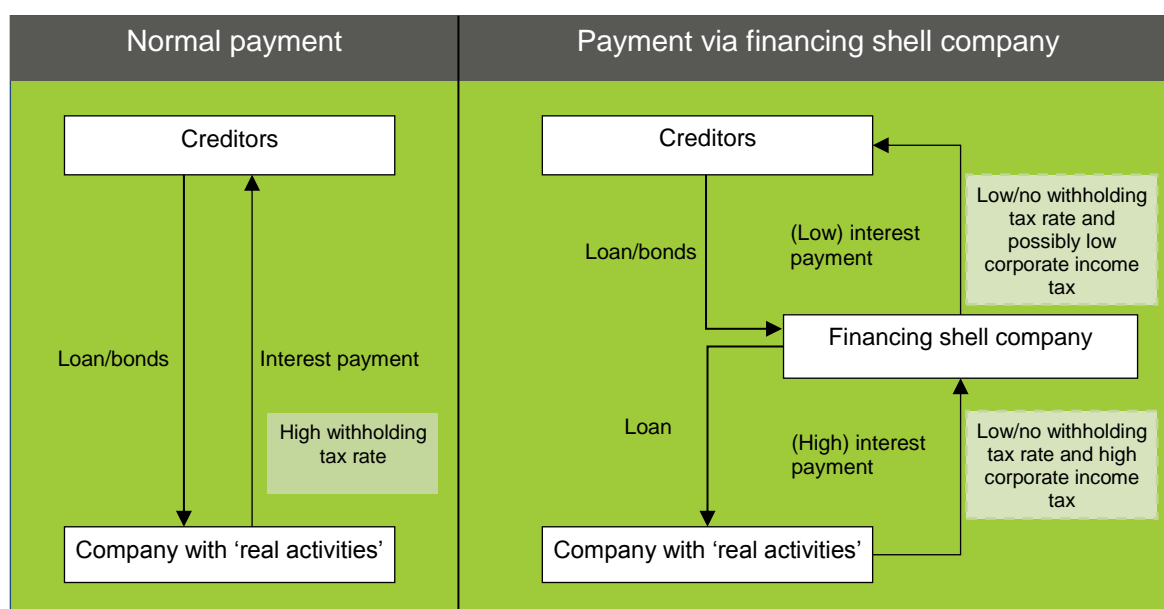 Normal payment
Payment via financing shell company
Creditors
Loan/bonds
Interest payment
High withholding
tax rate
Company with ‘real activities’
Creditors
Loan/bonds
(Low) interest
payment
Low/no withholding
tax rate and
possibly low
corporate income
tax
Financing shell company
Loan
(High) interest
payment
Low/no withholding
tax rate and high
corporate income
tax
Company with ‘real activities’